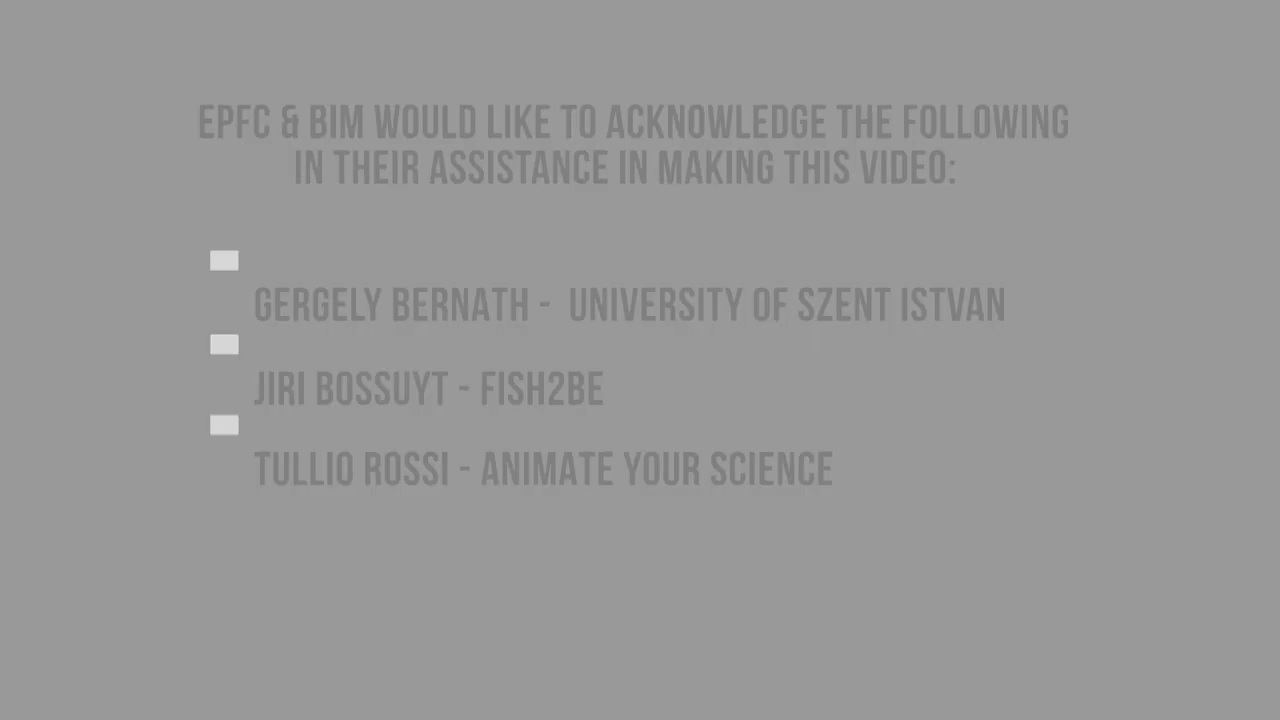 EPFC & BIM WOULD LIKE TO ACKNOWLEDGE THE FOLLOWING
IN THEIR ASSISTANCE IN MAKING THIS VIDEO:
GERGELY BERNATH - UNIVERSITY OF SZENT ISTVAN
JIRI BOSSUYT - FISH2BE
TULLIO ROSSI - ANIMATE YOUR SCIENCE